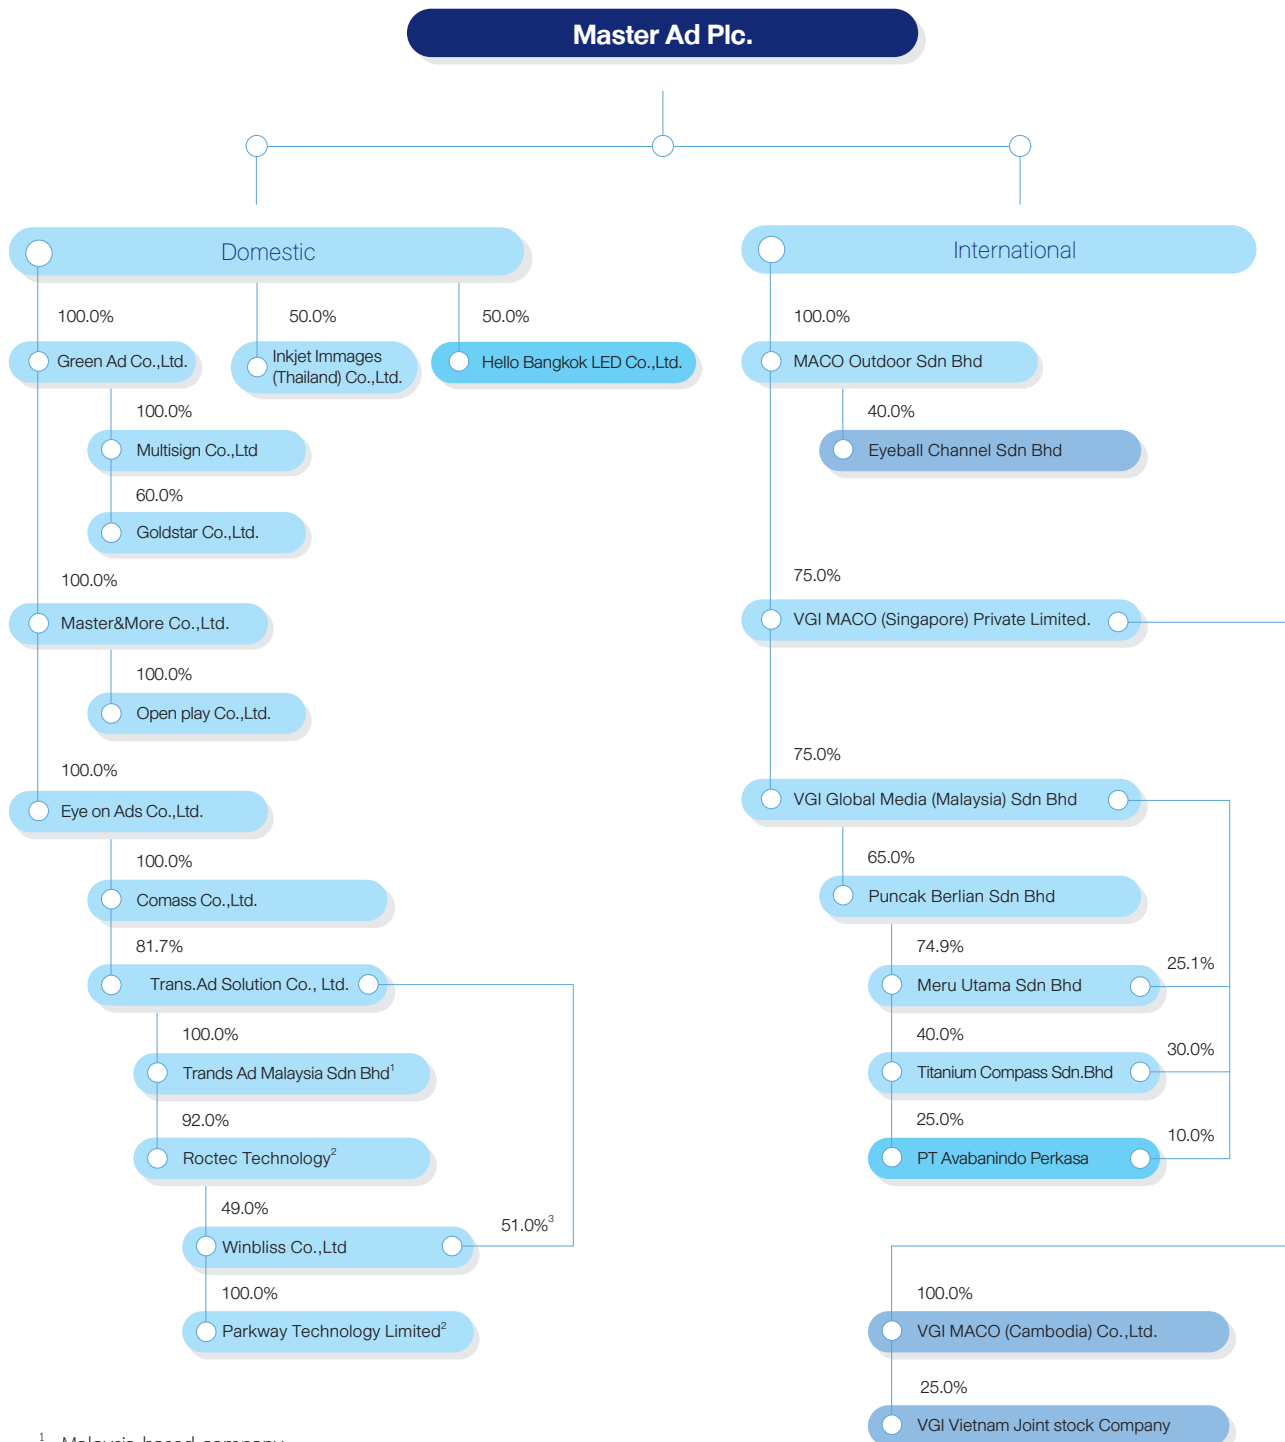 Master Ad Plc.
Domestic
100.0%
50.0%
50.0%
Green Ad Co.,Ltd.
Inkjet Immages
(Thailand) Co.,Ltd.
Hello Bangkok LED Co.,Ltd.
100.0%
Multisign Co.,Ltd
60.0%
Goldstar Co.,Ltd.
100.0%
Master&More Co.,Ltd.
100.0%
Open play Co.,Ltd.
100.0%
Eye on Ads Co.,Ltd.
100.0%
Comass Co.,Ltd.
81.7%
Trans.Ad Solution Co., Ltd.
100.0%
Trands Ad Malaysia Sdn Bhd¹
92.0%
Roctec Technology²
49.0%
51.0%³
Winbliss Co.,Ltd
100.0%
Parkway Technology Limited²
International
100.0%
MACO Outdoor Sdn Bhd
40.0%
Eyeball Channel Sdn Bhd
75.0%
VGI MACO (Singapore) Private Limited.
75.0%
VGI Global Media (Malaysia) Sdn Bhd
65.0%
Puncak Berlian Sdn Bhd
74.9%
25.1%
Meru Utama Sdn Bhd
40.0%
30.0%
Titanium Compass Sdn.Bhd
25.0%
10.0%
PT Avabanindo Perkasa
100.0%
VGI MACO (Cambodia) Co.,Ltd.
25.0%
VGI Vietnam Joint stock Company
¹ Malaysia based company